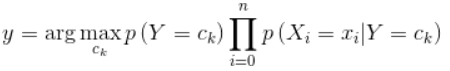 y = arg max_{c_k} p (Y = c_k) ∏_{i=0}^{n} p (X_i = x_i|Y = c_k)